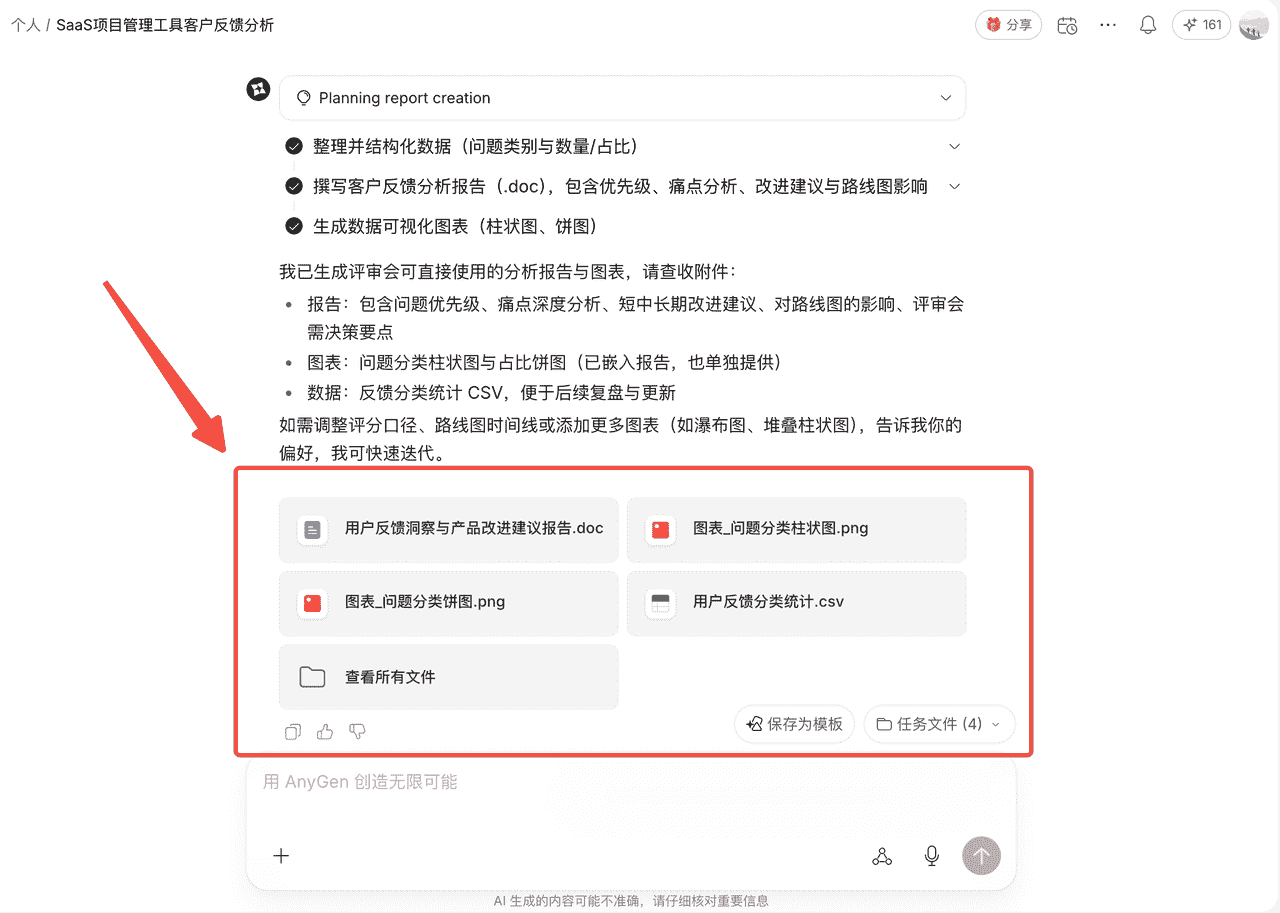 个人 / SaaS项目管理工具客户反馈分析
分享
161
Planning report creation
整理并结构化数据（问题类别与数量/占比）
撰写客户反馈分析报告（.doc），包含优先级、痛点分析、改进建议与路线图影响
生成数据可视化图表（柱状图、饼图）
我已生成评审会可直接使用的分析报告与图表，请查收附件：
• 报告：包含问题优先级、痛点深度分析、短中长期改进建议、对路线图的影响、评审会
需决策要点
• 图表：问题分类柱状图与占比饼图（已嵌入报告，也单独提供）
• 数据：反馈分类统计 CSV，便于后续复盘与更新
如需调整评分口径、路线图时间线或添加更多图表（如瀑布图、堆叠柱状图），告诉我你的
偏好，我可快速迭代。
用户反馈洞察与产品改进建议报告.doc
图表_问题分类柱状图.png
图表_问题分类饼图.png
用户反馈分类统计.csv
查看所有文件
保存为模板
任务文件 (4)
用 AnyGen 创造无限可能
AI 生成的内容可能不准确，请仔细核对重要信息